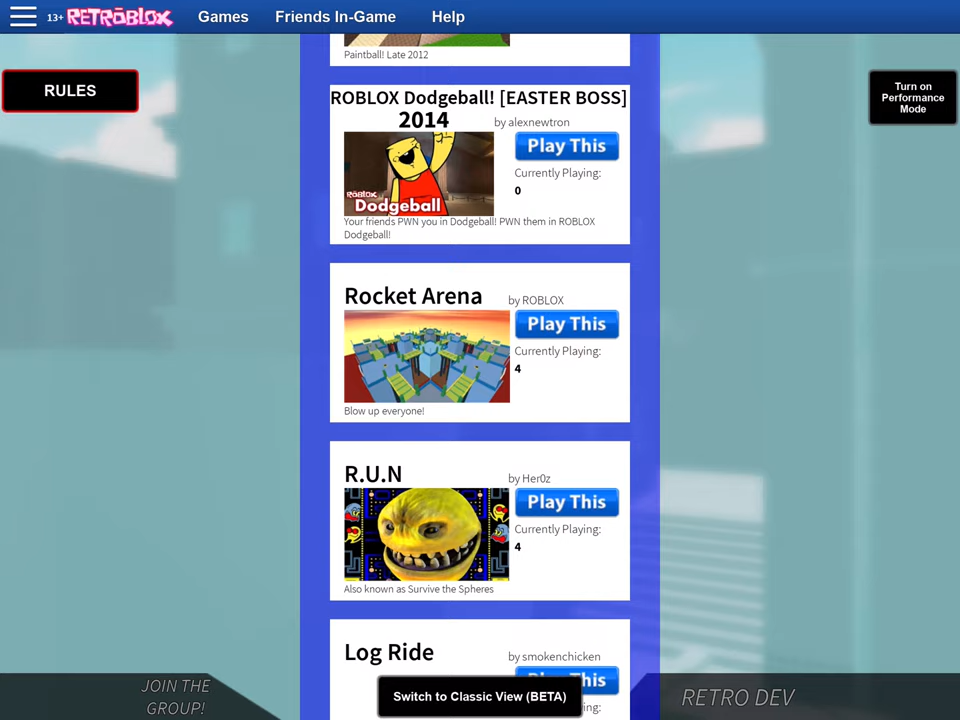 13+ RETROBLOX Games Friends In-Game Help
Paintball! Late 2012
RULES
Turn on
Performance
Mode
ROBLOX Dodgeball! [EASTER BOSS]
2014
by alexnewtron
Play This
Currently Playing:
0
ROBLOX
Dodgeball
Your friends PWN you in Dodgeball! PWN them in ROBLOX
Dodgeball!
Rocket Arena
by ROBLOX
Play This
Currently Playing:
4
Blow up everyone!
R.U.N
by Her0z
Play This
Currently Playing:
4
Also known as Survive the Spheres
Log Ride
by smokenchicken
his
ing:
Switch to Classic View (BETA)
JOIN THE
GROUP!
RETRO DEV